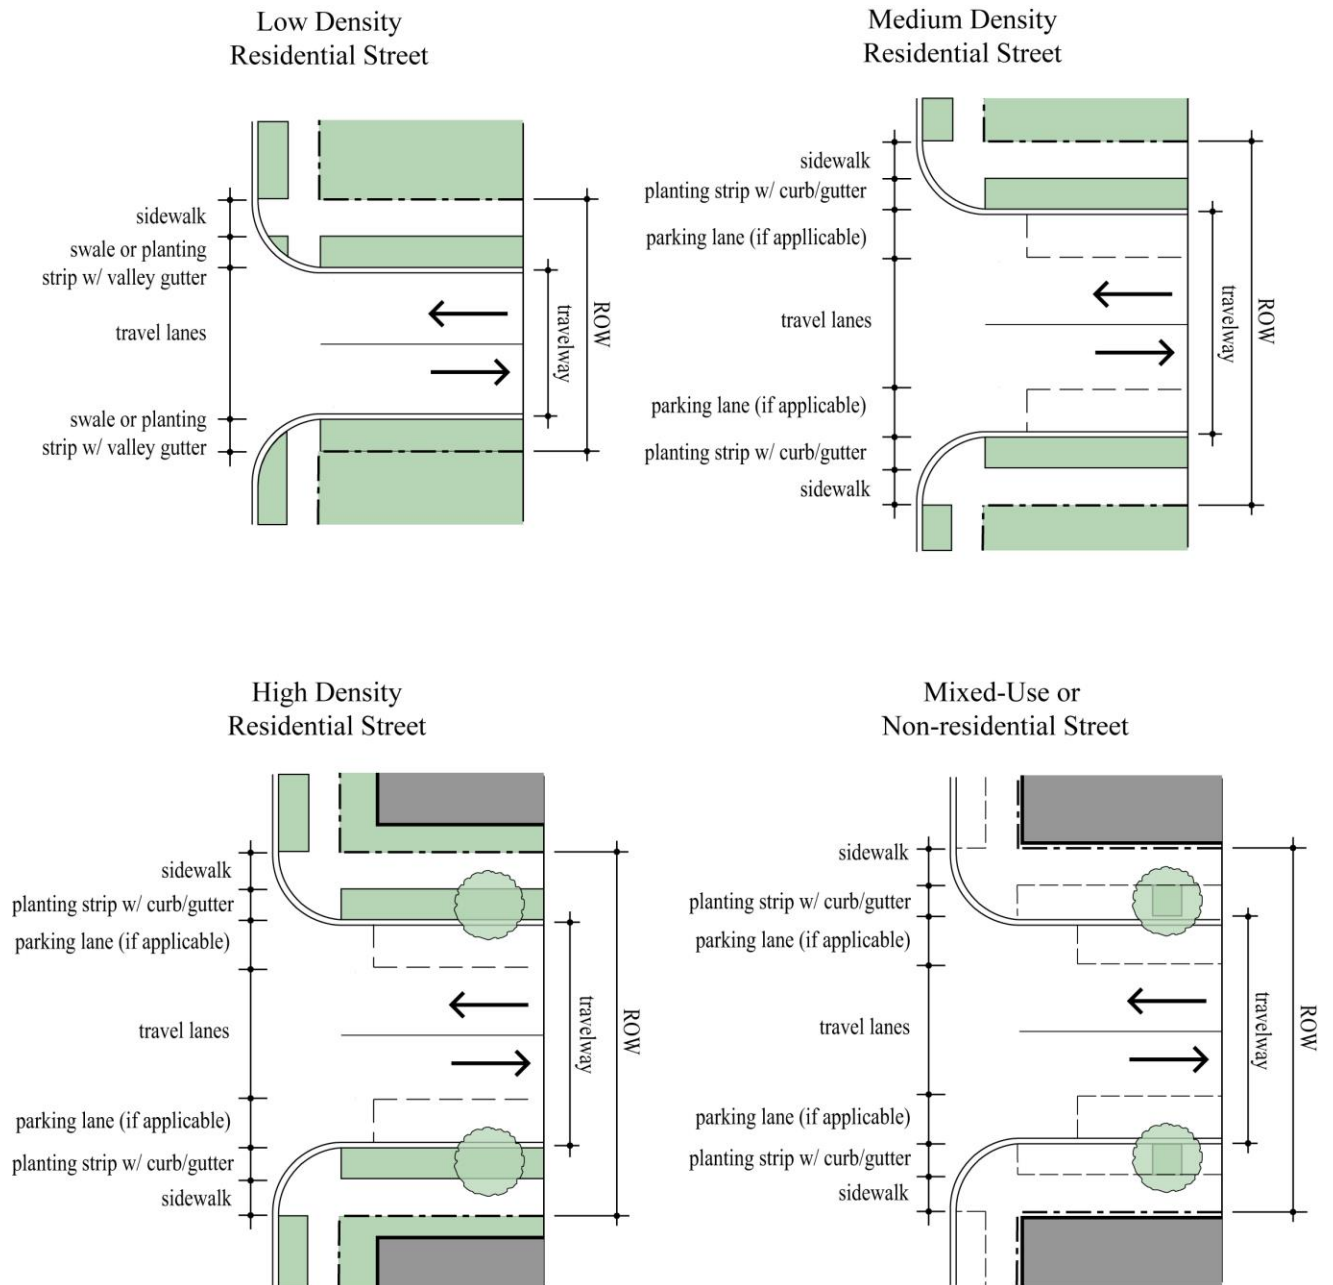 Low Density
Residential Street
sidewalk
swale or planting
strip w/ valley gutter
travel lanes
swale or planting
strip w/ valley gutter
travelway
ROW
Medium Density
Residential Street
sidewalk
planting strip w/ curb/gutter
parking lane (if appllicable)
travel lanes
parking lane (if applicable)
planting strip w/ curb/gutter
sidewalk
travelway
ROW
High Density
Residential Street
sidewalk
planting strip w/ curb/gutter
parking lane (if applicable)
travel lanes
parking lane (if applicable)
planting strip w/ curb/gutter
sidewalk
travelway
ROW
Mixed-Use or
Non-residential Street
sidewalk
planting strip w/ curb/gutter
parking lane (if applicable)
travel lanes
parking lane (if applicable)
planting strip w/ curb/gutter
sidewalk
travelway
ROW